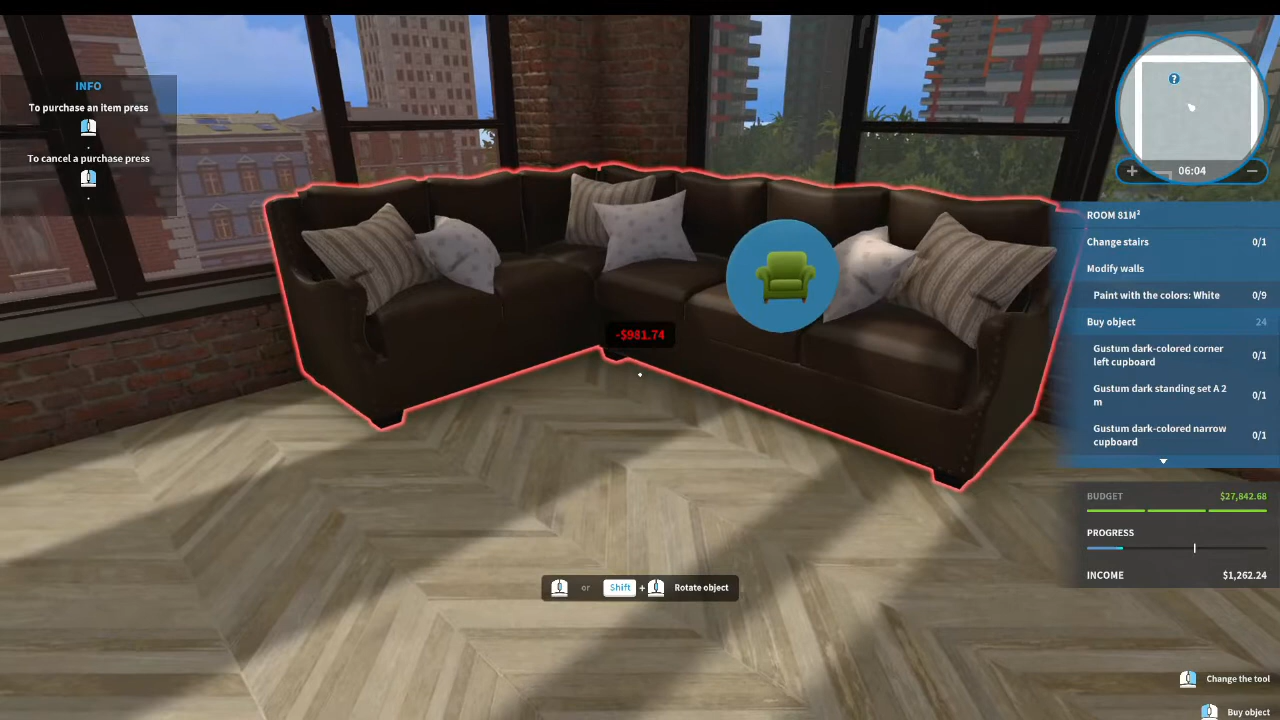 INFO
To purchase an item press
To cancel a purchase press
?
06:04
ROOM 81M²
Change stairs 0/1
Modify walls
Paint with the colors: White 0/9
Buy object 24
Gustum dark-colored corner
left cupboard 0/1
Gustum dark standing set A 2
m 0/1
Gustum dark-colored narrow
cupboard 0/1
-$981.74
BUDGET $27,842.68
PROGRESS
INCOME $1,262.24
or Shift + Rotate object
Change the tool
Buy object